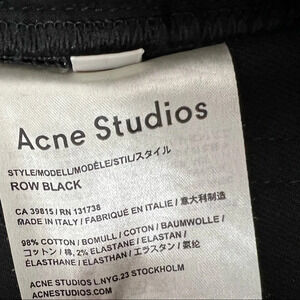 Acne Studios
STYLE/MODELL/MODÈLE/STIL/スタイル
ROW BLACK
CA 39815 / RN 131738
MADE IN ITALY / FABRIQUÉ EN ITALIE / 意大利制造
98% COTTON / BOMULL / COTON / BAUMWOLLE /
コットン / 棉, 2% ELASTANE / ELASTAN /
ÉLASTHANE / ELASTHAN / エラスタン / 氨纶
ACNE STUDIOS L.NYG.23 STOCKHOLM
ACNESTUDIOS.COM